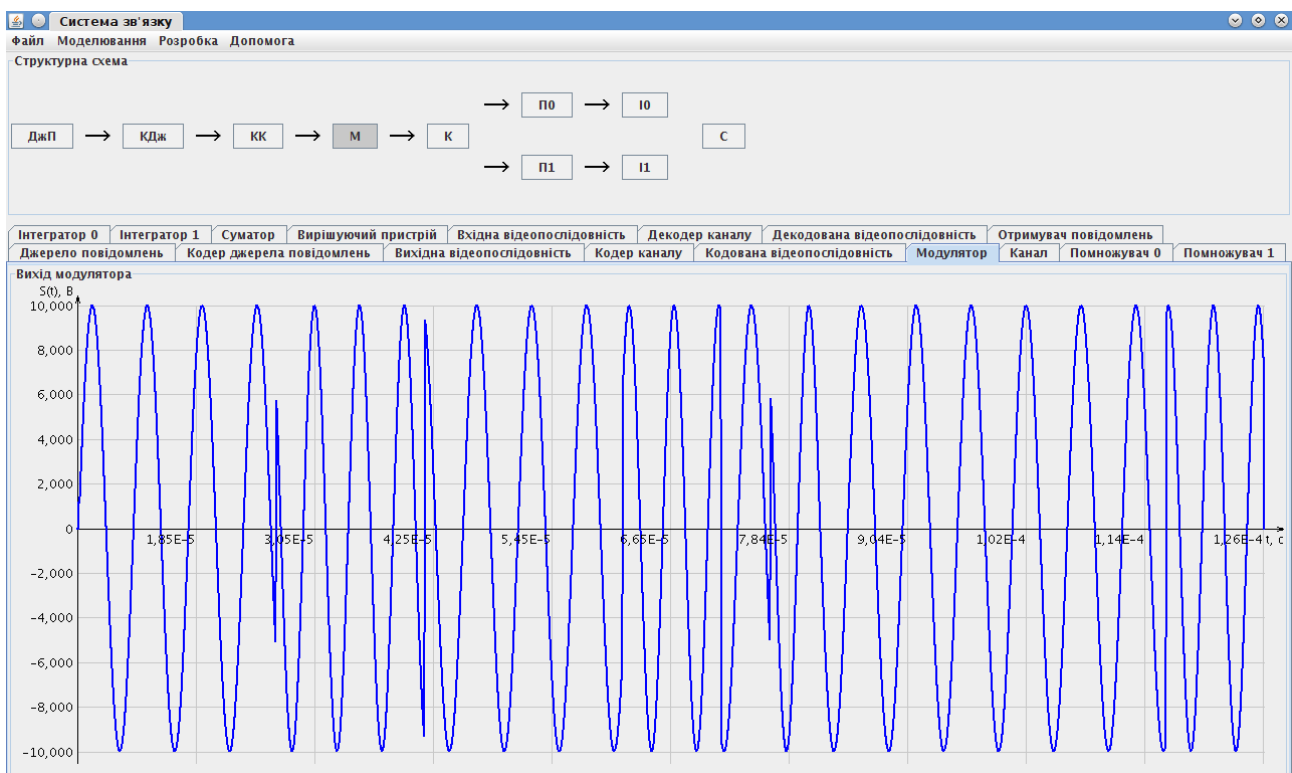 Система зв'язку
Файл Моделювання Розробка Допомога
Структурна схема
П0 І0
ДжП КДж КК М К С
П1 І1
Інтегратор 0 Інтегратор 1 Суматор Вирішуючий пристрій Вхідна відеопослідовність Декодер каналу Декодована відеопослідовність Отримувач повідомлень
Джерело повідомлень Кодер джерела повідомлень Вихідна відеопослідовність Кодер каналу Кодована відеопослідовність Модулятор Канал Помножувач 0 Помножувач 1
Вихід модулятора
S(t), В
10,000
8,000
6,000
4,000
2,000
0
1,85E-5 3,05E-5 4,25E-5 5,45E-5 6,65E-5 7,84E-5 9,04E-5 1,02E-4 1,14E-4 1,26E-4 t, c
-2,000
-4,000
-6,000
-8,000
-10,000